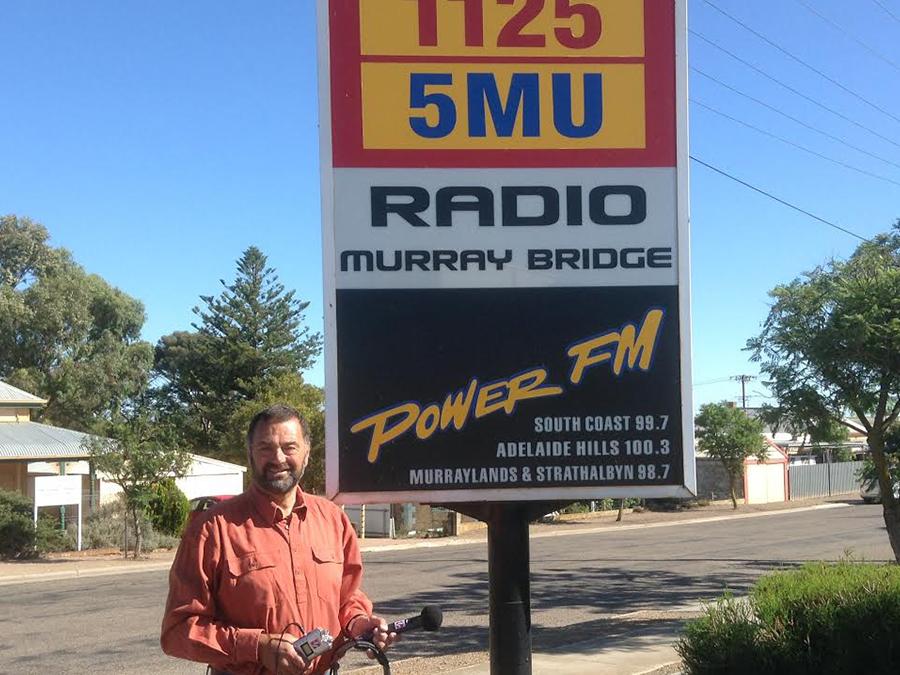 1125
5MU
RADIO
MURRAY BRIDGE
POWER FM
SOUTH COAST 99.7
ADELAIDE HILLS 100.3
MURRAYLANDS & STRATHALBYN 98.7